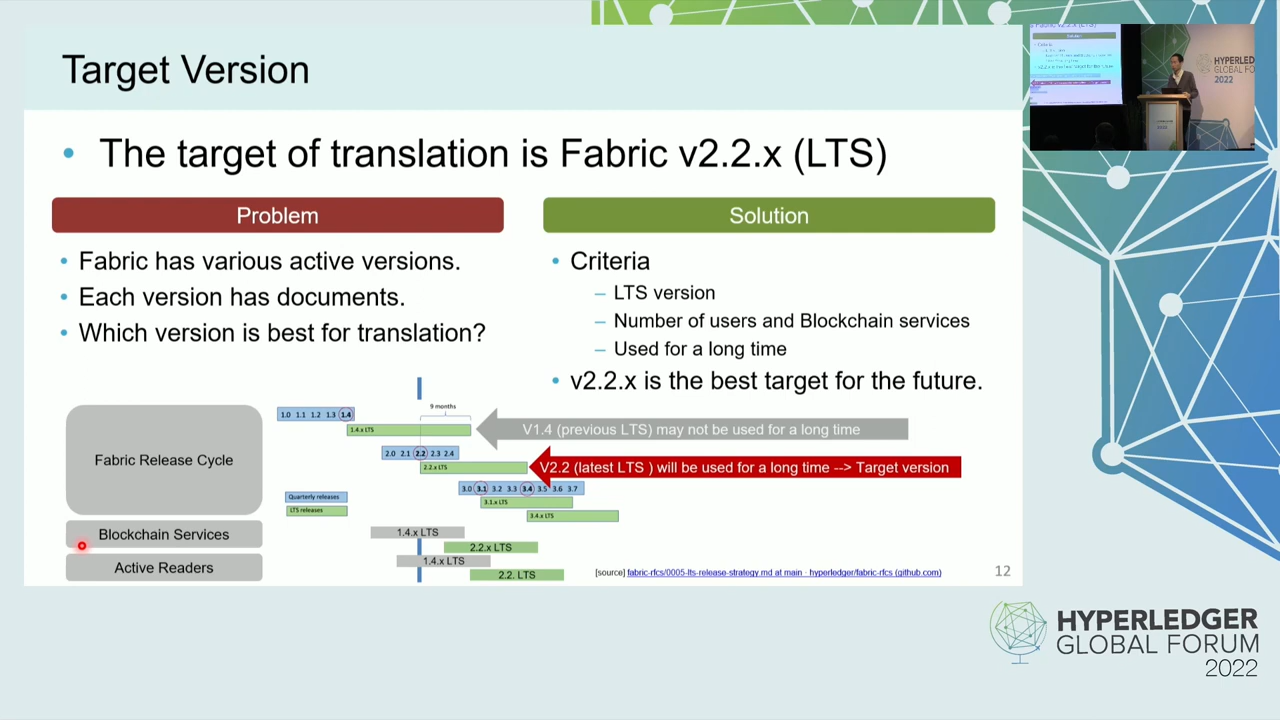 Target Version
• The target of translation is Fabric v2.2.x (LTS)
Problem
• Fabric has various active versions.
• Each version has documents.
• Which version is best for translation?
Solution
• Criteria
– LTS version
– Number of users and Blockchain services
– Used for a long time
• v2.2.x is the best target for the future.
Fabric Release Cycle
Blockchain Services
Active Readers
9 months
1.0 1.1 1.2 1.3 1.4
1.4.x LTS
V1.4 (previous LTS) may not be used for a long time
2.0 2.1 2.2 2.3 2.4
2.2.x LTS
V2.2 (latest LTS ) will be used for a long time --> Target version
3.0 3.1 3.2 3.3 3.4 3.5 3.6 3.7
3.1.x LTS
3.4.x LTS
Quarterly releases
LTS releases
1.4.x LTS
2.2.x LTS
1.4.x LTS
2.2. LTS
[source] fabric-rfcs/0005-lts-release-strategy.md at main · hyperledger/fabric-rfcs (github.com)
12
HYPERLED
GLOBAL FO
2022
HYPERLEDGER
GLOBAL FORUM
2022